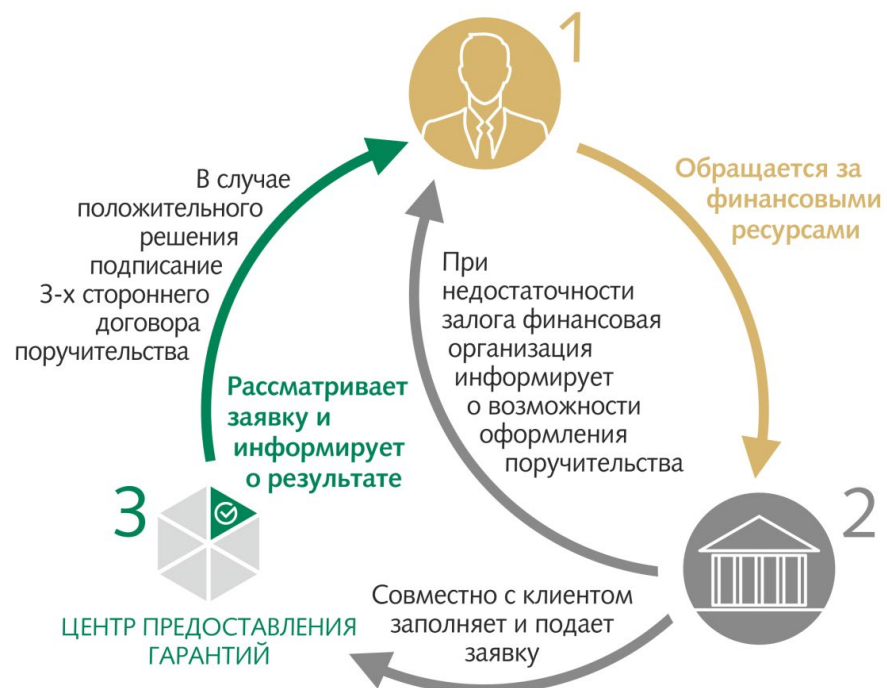 1
Обращается за
финансовыми
ресурсами
2
При
недостаточности
залога финансовая
организация
информирует
о возможности
оформления
поручительства
Совместно с клиентом
заполняет и подает
заявку
3
ЦЕНТР ПРЕДОСТАВЛЕНИЯ
ГАРАНТИЙ
Рассматривает
заявку и
информирует
о результате
В случае
положительного
решения
подписание
3-х стороннего
договора
поручительства